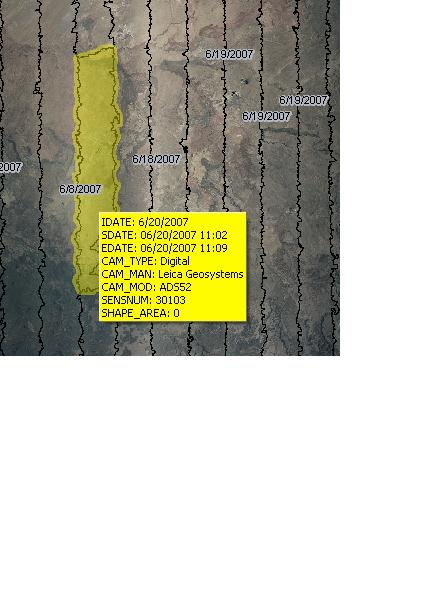 6/19/2007
6/19/2007
6/19/2007
6/18/2007
2007
6/8/2007
IDATE: 6/20/2007
SDATE: 06/20/2007 11:02
EDATE: 06/20/2007 11:09
CAM_TYPE: Digital
CAM_MAN: Leica Geosystems
CAM_MOD: ADS52
SENSNUM: 30103
SHAPE_AREA: 0